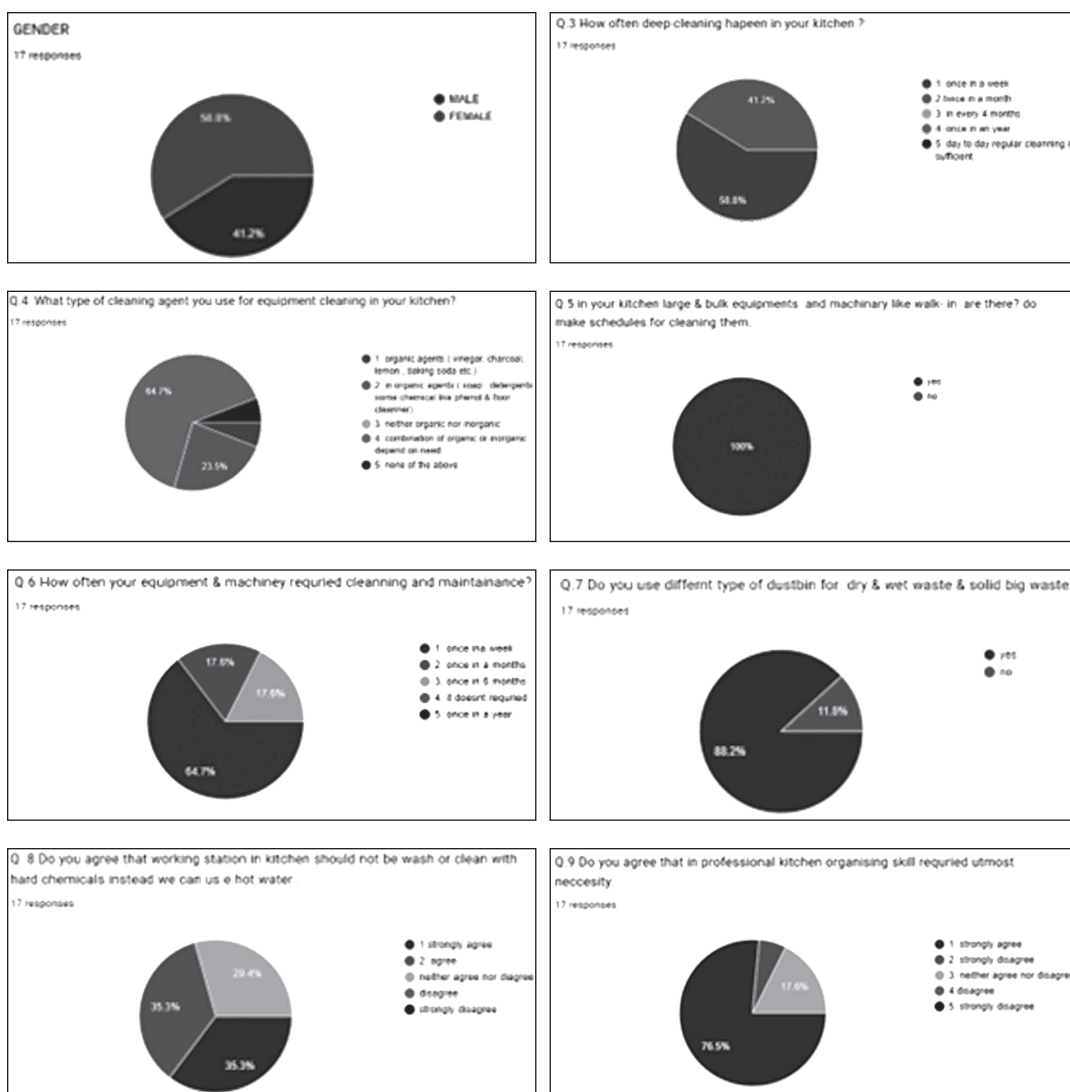 GENDER
17 responses
58.8%
41.2%
MALE
FEMALE
Q.3 How often deep cleaning hapeen in your kitchen ?
17 responses
41.2%
58.8%
1 once in a week
2 twice in a month
3 in every 4 months
4 once in an year
5 day to day regular cleanning i
sufficient
Q.4 What type of cleaning agent you use for equipment cleaning in your kitchen?
17 responses
64.7%
23.5%
1 organic agents ( vinegar, charcoal,
lemon , baking soda etc.)
2 in organic agents ( soap detergents
some chemical like phenol & floor
cleanner)
3 neither organic nor inorganic
4 combination of organic or inorganic
depend on need
5 none of the above
Q 5 in your kitchen large & bulk equipments and machinary like walk- in are there? do
make schedules for cleaning them.
17 responses
100%
yes
no
Q 6 How often your equipment & machiney requried cleanning and maintainance?
17 responses
17.6%
17.6%
64.7%
1 once in a week
2 once in a months
3 once in 6 months
4 it doesnt requried
5 once in a year
Q.7 Do you use differnt type of dustbin for dry & wet waste & solid big waste
17 responses
11.8%
88.2%
yes
no
Q 8 Do you agree that working station in kitchen should not be wash or clean with
hard chemicals instead we can us e hot water .
17 responses
29.4%
35.3%
35.3%
1 strongly agree
2 agree
neither agree nor diagree
disagree
strongly disagree
Q.9 Do you agree that in professional kitchen organising skill requried utmost
neccesity.
17 responses
17.6%
76.5%
1 strongly agree
2 strongly disagree
3 neither agree nor disagre
4 disagree
5 strongly disagree